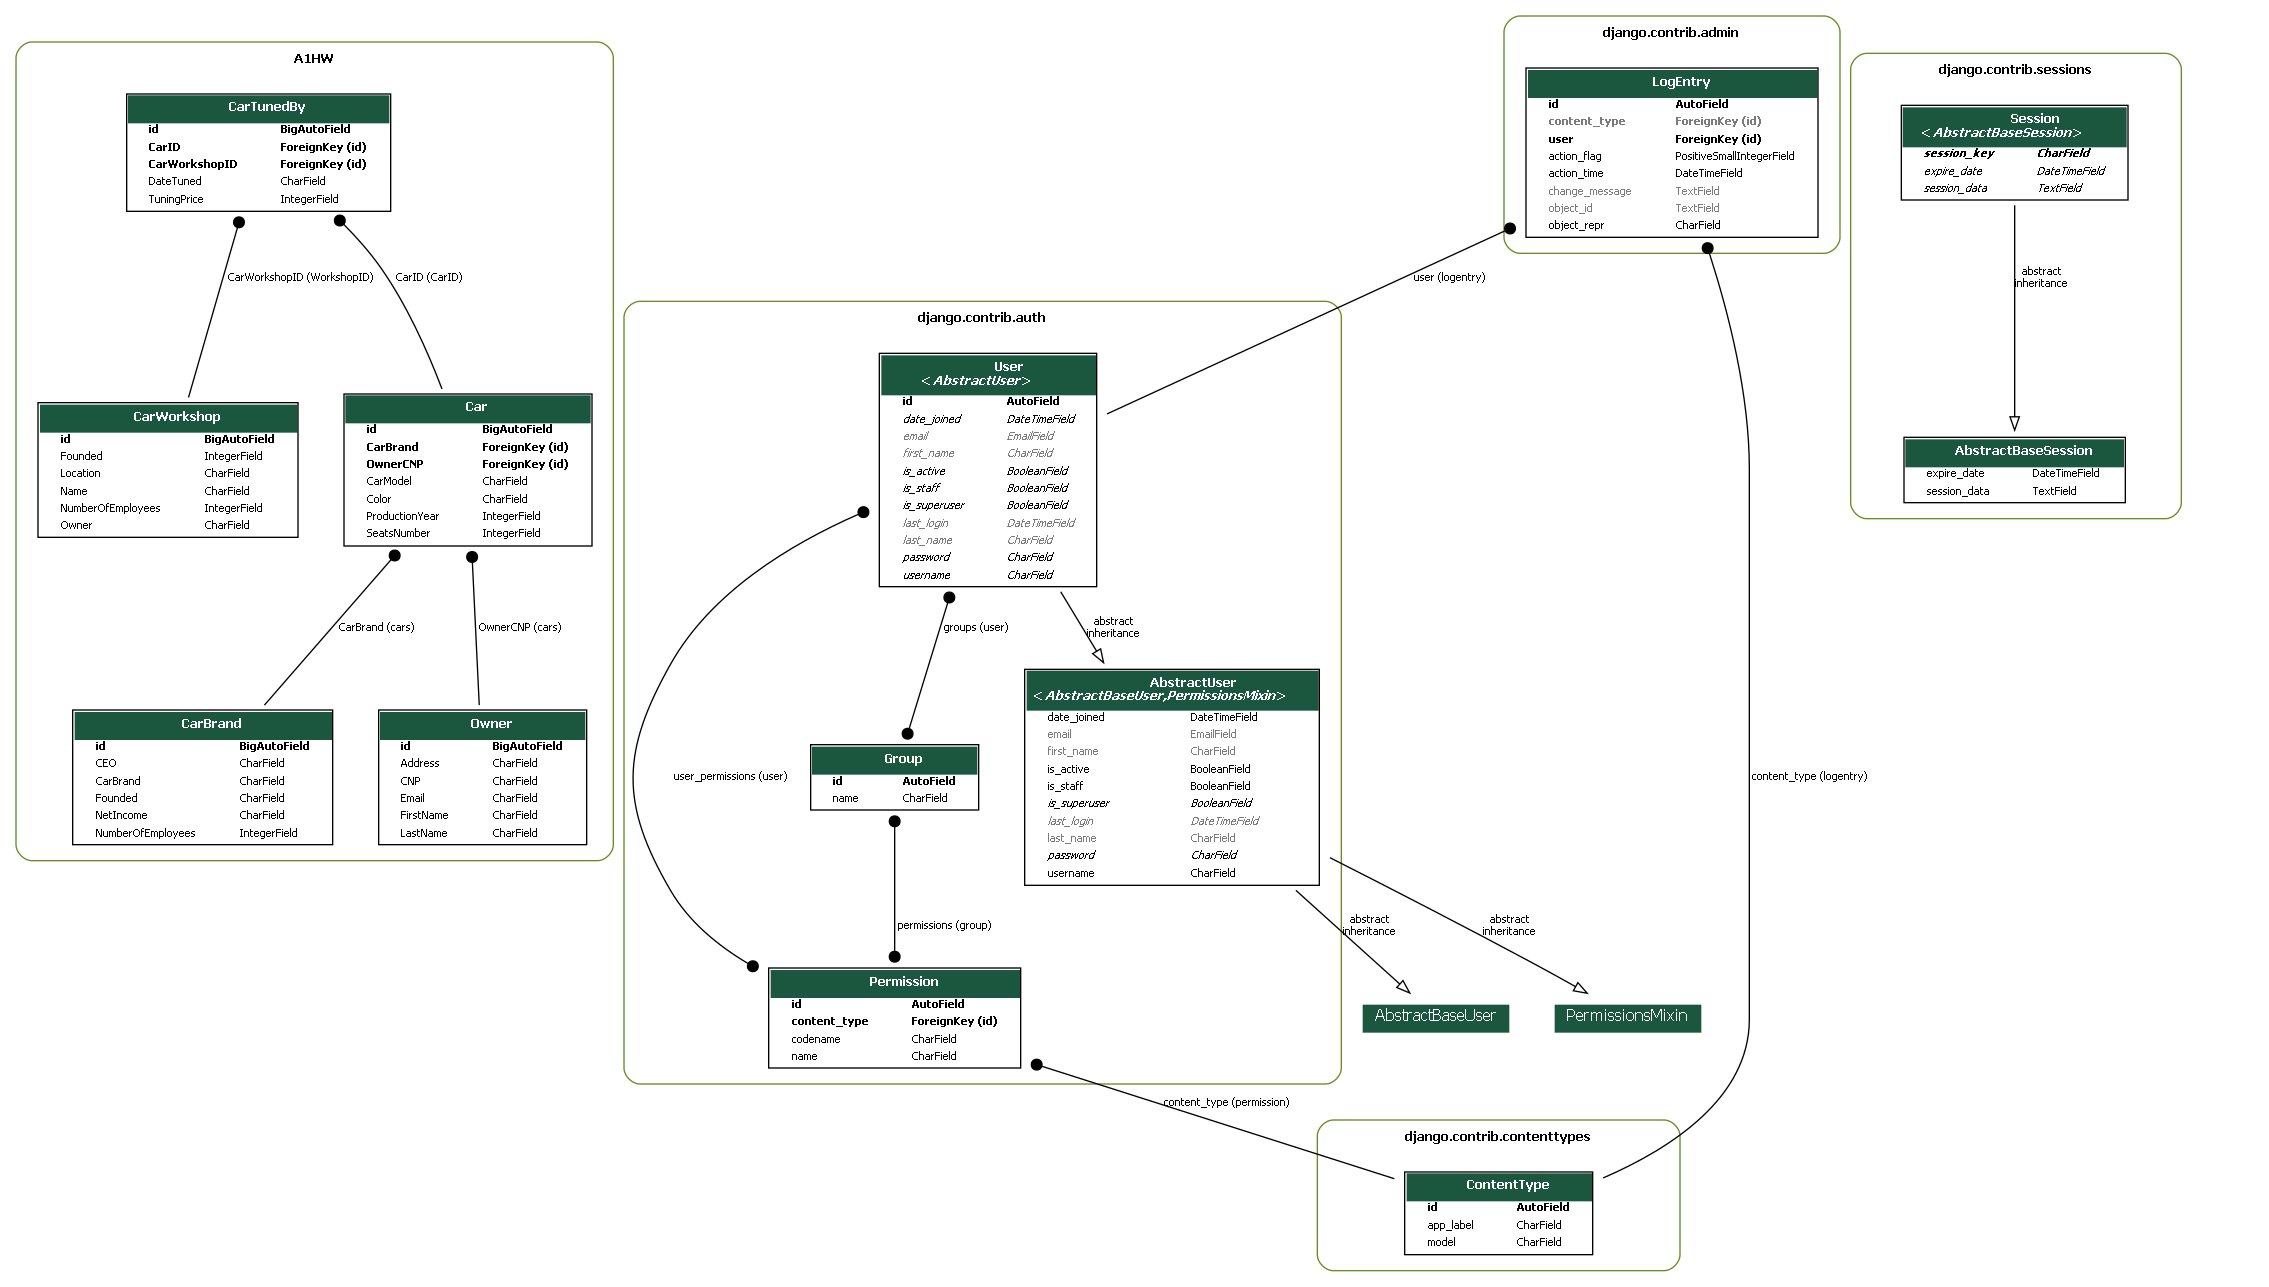 A1HW
CarTunedBy
id BigAutoField
CarID ForeignKey (id)
CarWorkshopID ForeignKey (id)
DateTuned CharField
TuningPrice IntegerField
CarWorkshopID (WorkshopID)
CarID (CarID)
CarWorkshop
id BigAutoField
Founded IntegerField
Location CharField
Name CharField
NumberOfEmployees IntegerField
Owner CharField
Car
id BigAutoField
CarBrand ForeignKey (id)
OwnerCNP ForeignKey (id)
CarModel CharField
Color CharField
ProductionYear IntegerField
SeatsNumber IntegerField
CarBrand (cars)
OwnerCNP (cars)
CarBrand
id BigAutoField
CEO CharField
CarBrand CharField
Founded CharField
NetIncome CharField
NumberOfEmployees IntegerField
Owner
id BigAutoField
Address CharField
CNP CharField
Email CharField
FirstName CharField
LastName CharField
django.contrib.auth
User
<AbstractUser>
id AutoField
date_joined DateTimeField
email EmailField
first_name CharField
is_active BooleanField
is_staff BooleanField
is_superuser BooleanField
last_login DateTimeField
last_name CharField
password CharField
username CharField
groups (user)
abstract
inheritance
user_permissions (user)
Group
id AutoField
name CharField
permissions (group)
AbstractUser
<AbstractBaseUser,PermissionsMixin>
date_joined DateTimeField
email EmailField
first_name CharField
is_active BooleanField
is_staff BooleanField
is_superuser BooleanField
last_login DateTimeField
last_name CharField
password CharField
username CharField
abstract
inheritance
abstract
inheritance
AbstractBaseUser
PermissionsMixin
Permission
id AutoField
content_type ForeignKey (id)
codename CharField
name CharField
content_type (permission)
django.contrib.admin
LogEntry
id AutoField
content_type ForeignKey (id)
user ForeignKey (id)
action_flag PositiveSmallIntegerField
action_time DateTimeField
change_message TextField
object_id TextField
object_repr CharField
user (logentry)
content_type (logentry)
django.contrib.sessions
Session
<AbstractBaseSession>
session_key CharField
expire_date DateTimeField
session_data TextField
abstract
inheritance
AbstractBaseSession
expire_date DateTimeField
session_data TextField
django.contrib.contenttypes
ContentType
id AutoField
app_label CharField
model CharField